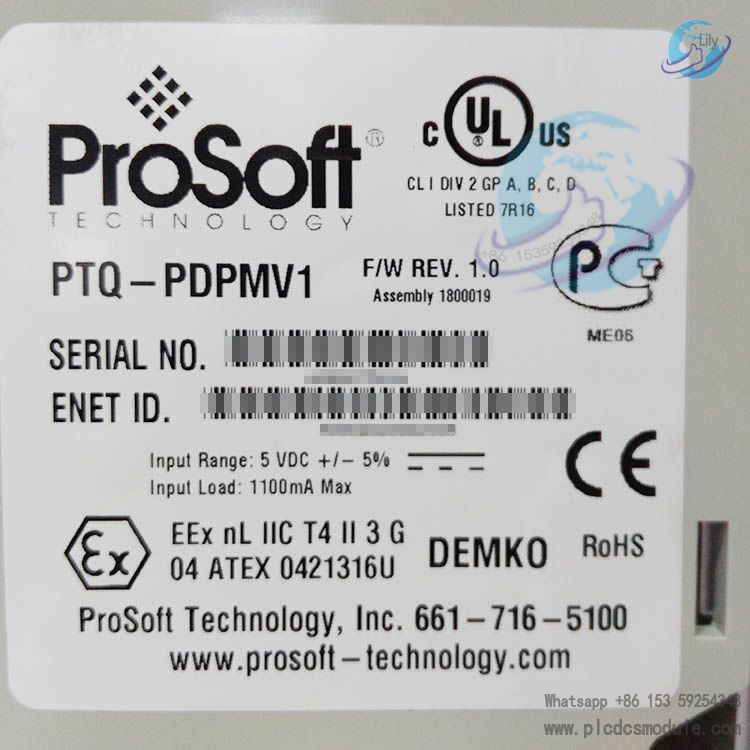 Lily
ProSoft®
TECHNOLOGY
C UL US
CL I DIV 2 GP A, B, C, D
LISTED 7R16
PTQ-PDPMV1
F/W REV. 1.0
Assembly 1800019
PC
ME06
SERIAL NO.
ENET ID.
Input Range: 5 VDC +/- 5%
Input Load: 1100mA Max
CE
Ex
EEx nL IIC T4 II 3 G
04 ATEX 0421316U
DEMKO
RoHS
ProSoft Technology, Inc. 661-716-5100
www.prosoft-technology.com
Whatsapp +86 153 59254348
www.plcdcsmodule.com